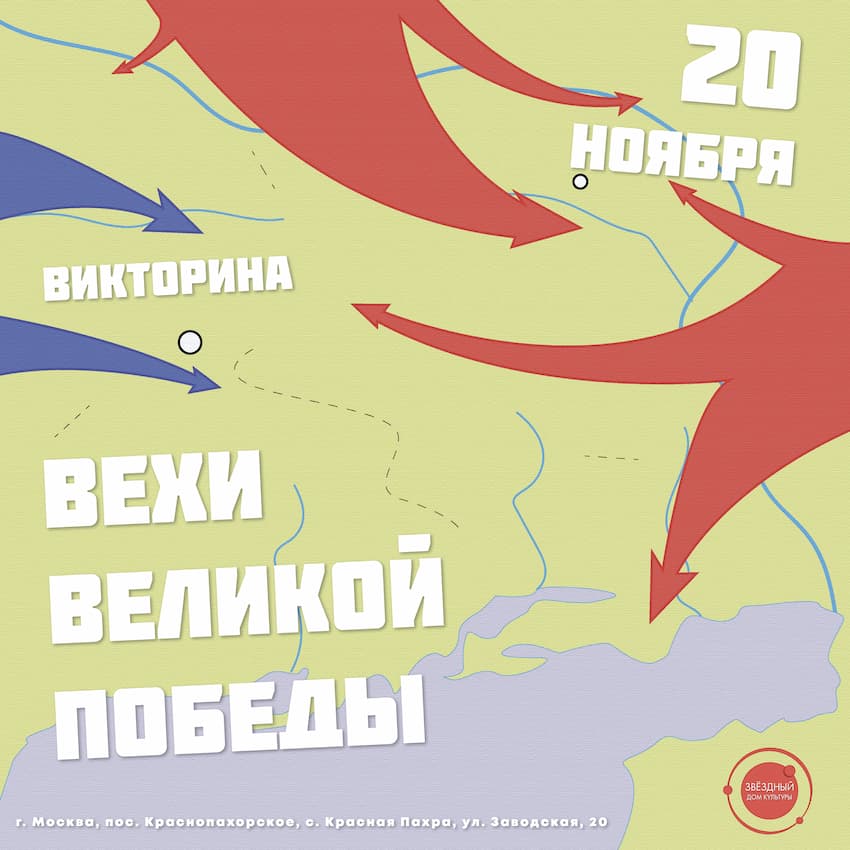 20
НОЯБРЯ
ВИКТОРИНА
ВЕХИ
ВЕЛИКОЙ
ПОБЕДЫ
ЗВЁЗДНЫЙ
ДОМ КУЛЬТУРЫ
г. Москва, пос. Краснопахорское, с. Красная Пахра, ул. Заводская, 20